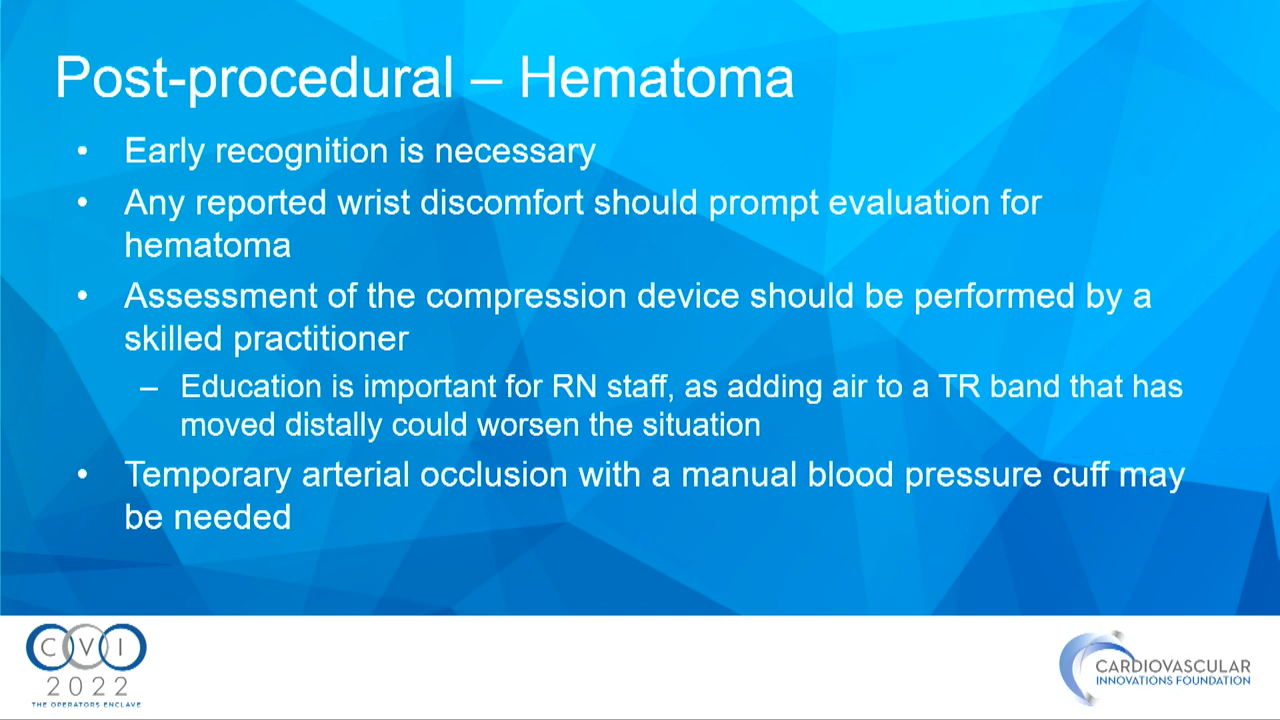 Post-procedural – Hematoma
• Early recognition is necessary
• Any reported wrist discomfort should prompt evaluation for
hematoma
• Assessment of the compression device should be performed by a
skilled practitioner
– Education is important for RN staff, as adding air to a TR band that has
moved distally could worsen the situation
• Temporary arterial occlusion with a manual blood pressure cuff may
be needed
CVI
2022
THE OPERATORS ENCLAVE
CARDIOVASCULAR
INNOVATIONS FOUNDATION